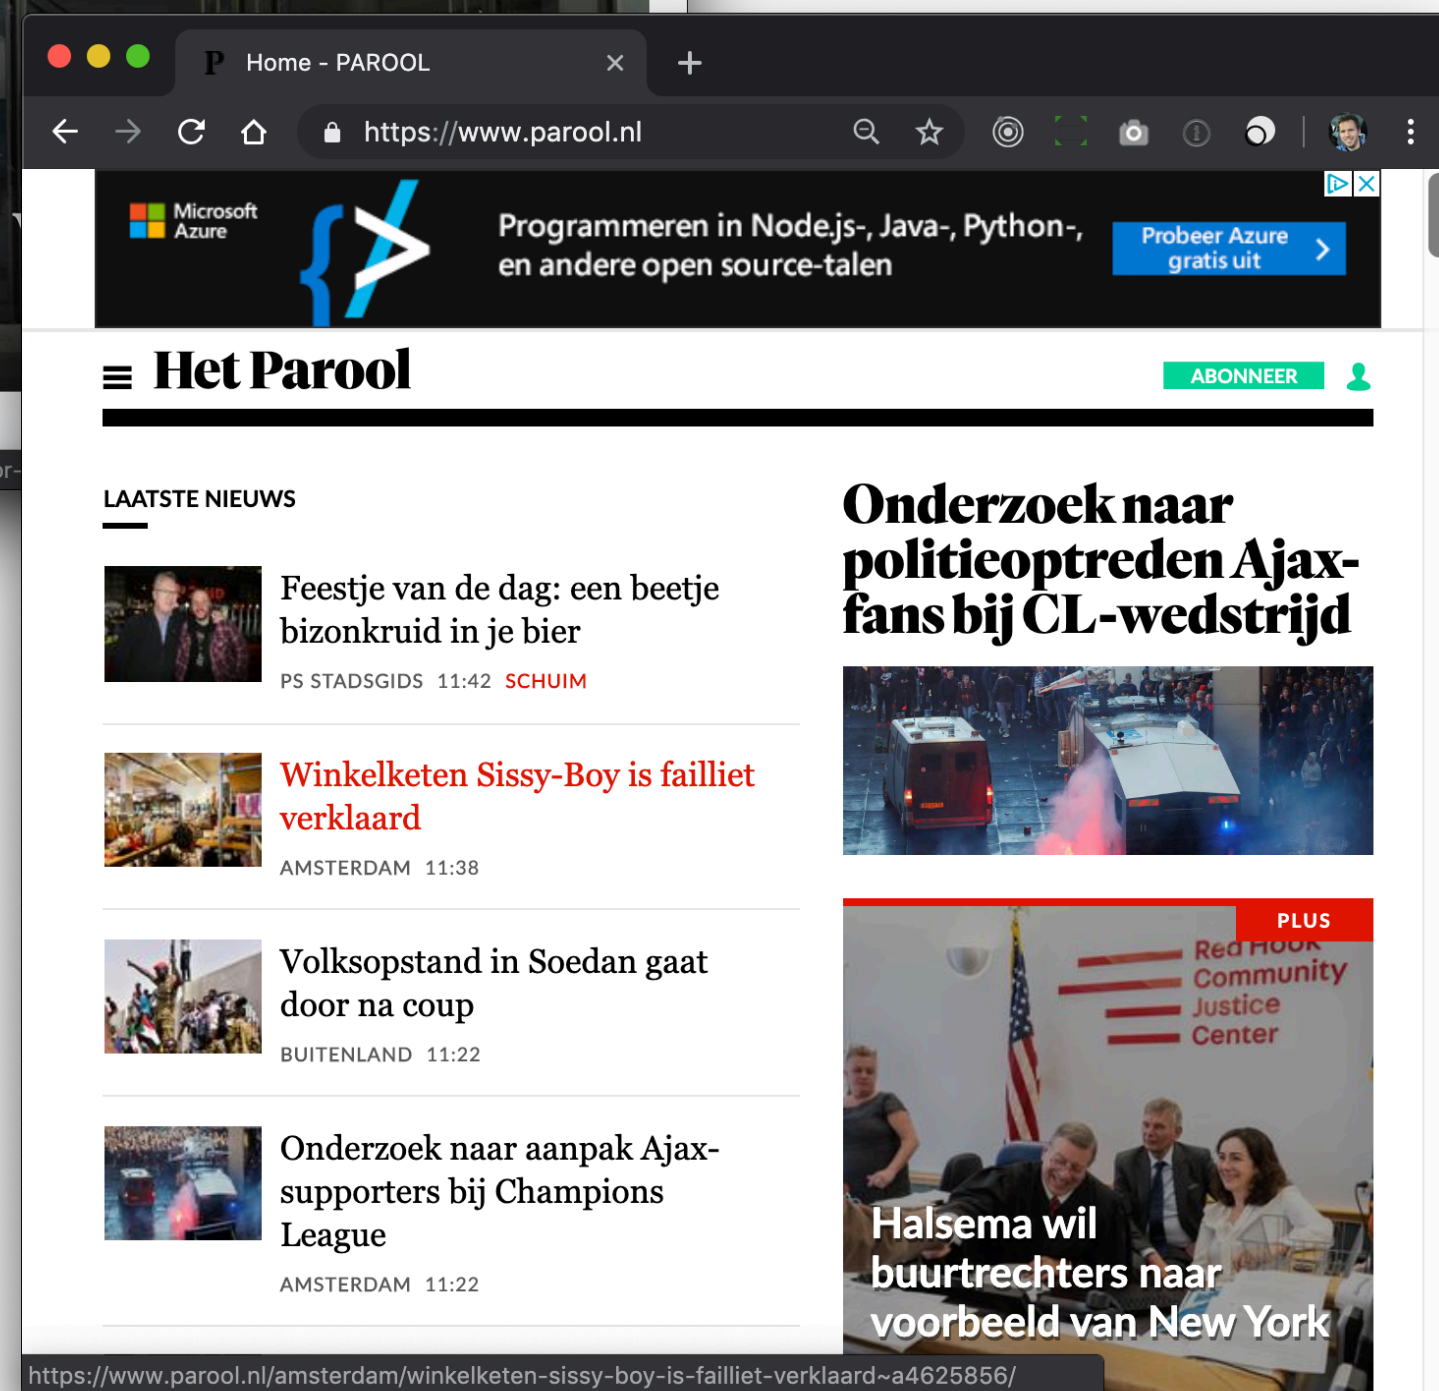 Home - PAROOL
https://www.parool.nl
Microsoft
Azure
Programmeren in Node.js-, Java-, Python-,
en andere open source-talen
Probeer Azure
gratis uit
Het Parool
ABONNEER
LAATSTE NIEUWS
Feestje van de dag: een beetje
bizonkruid in je bier
PS STADSGIDS 11:42 SCHUIM
Winkelketen Sissy-Boy is failliet
verklaard
AMSTERDAM 11:38
Volksopstand in Soedan gaat
door na coup
BUITENLAND 11:22
Onderzoek naar aanpak Ajax-
supporters bij Champions
League
AMSTERDAM 11:22
Onderzoek naar
politieoptreden Ajax-
fans bij CL-wedstrijd
PLUS
Red Hook
Community
Justice
Center
Halsema wil
buurtrechters naar
voorbeeld van New York
https://www.parool.nl/amsterdam/winkelketen-sissy-boy-is-failliet-verklaard~a4625856/